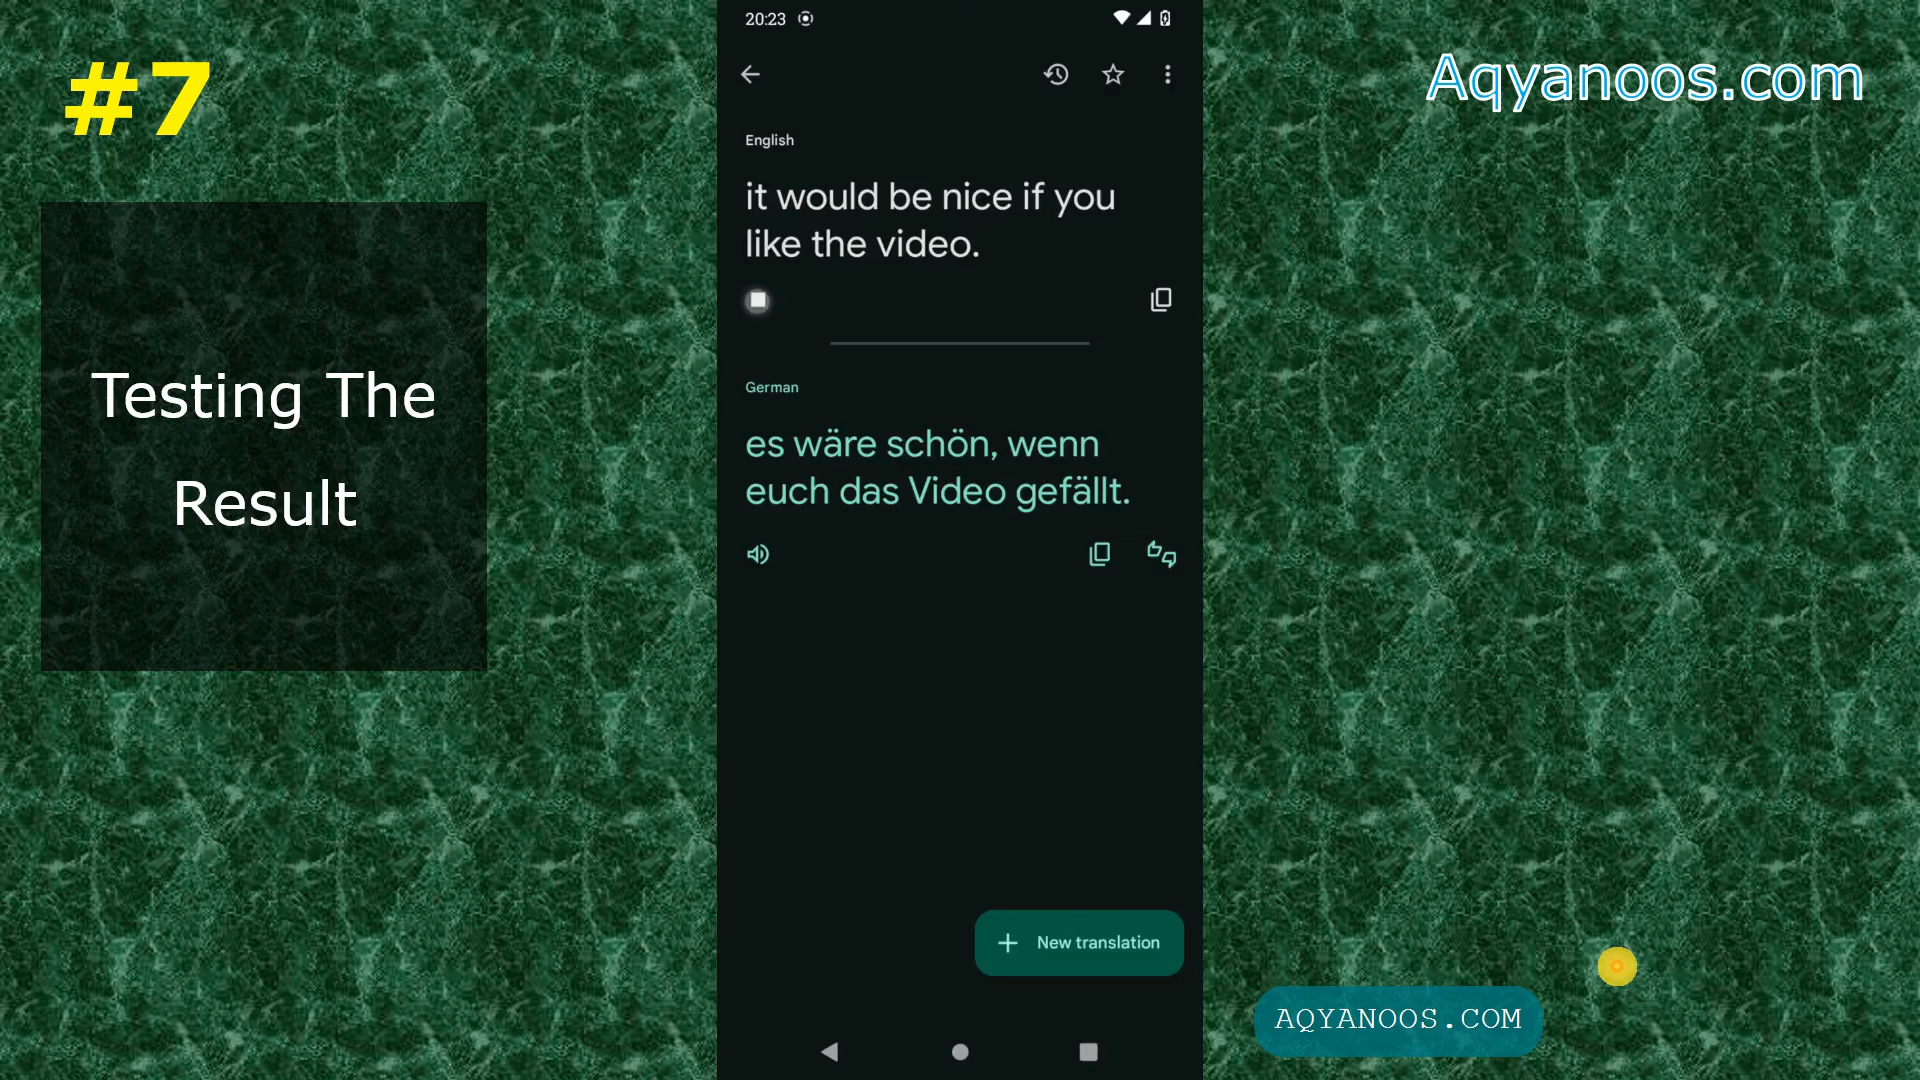 #7
Testing The
Result
20:23
English
it would be nice if you
like the video.
German
es wäre schön, wenn
euch das Video gefällt.
New translation
Aqyanoos.com
AQYANOOS.COM